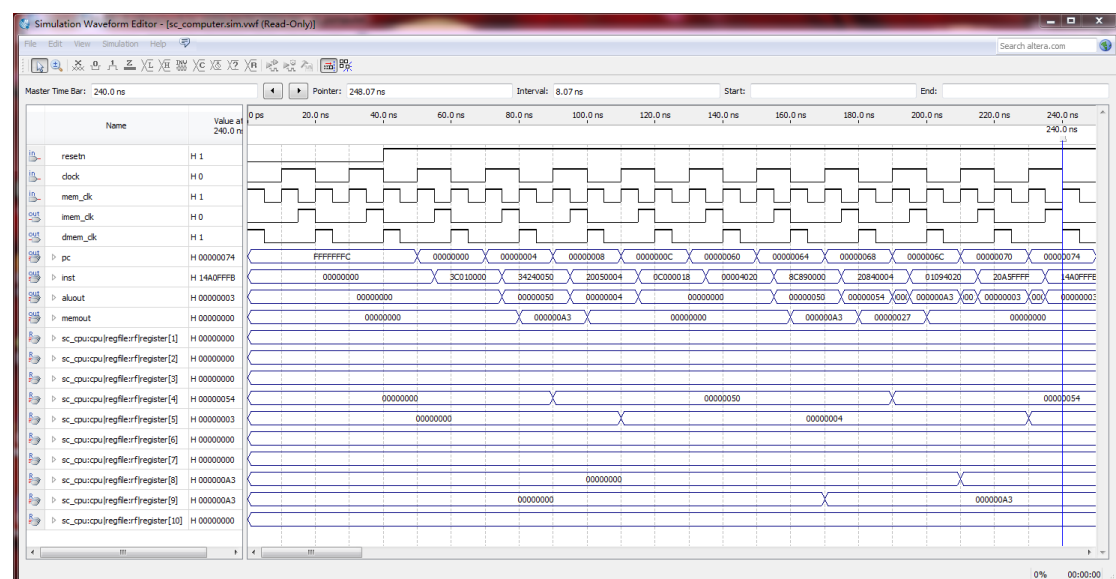 Simulation Waveform Editor - [sc_computer.sim.vwf (Read-Only)]
File Edit View Simulation Help Search altera.com
Master Time Bar: 240.0 ns Pointer: 248.07 ns Interval: 8.07 ns Start: End:
Name Value at 240.0 ns 0 ps 20.0 ns 40.0 ns 60.0 ns 80.0 ns 100.0 ns 120.0 ns 140.0 ns 160.0 ns 180.0 ns 200.0 ns 220.0 ns 240.0 ns
240.0 ns
resetn H 1
clock H 0
mem_clk H 1
imem_clk H 0
dmem_clk H 1
pc H 00000074 FFFFFFFC 00000000 00000004 00000008 0000000C 00000060 00000064 00000068 0000006C 00000070 00000074
inst H 14A0FFFB 00000000 3C010000 34240050 20050004 0C000018 00004020 8C890000 20840004 01094020 20A5FFFF 14A0FFFB
aluout H 00000003 00000000 00000050 00000004 00000000 00000050 00000054 000 000000A3 000 00000003 000 00000003
memout H 00000000 00000000 000000A3 00000000 000000A3 00000027 00000000
sc_cpu:cpu|regfile:rf|register[1] H 00000000
sc_cpu:cpu|regfile:rf|register[2] H 00000000
sc_cpu:cpu|regfile:rf|register[3] H 00000000
sc_cpu:cpu|regfile:rf|register[4] H 00000054 00000000 00000050 00000054
sc_cpu:cpu|regfile:rf|register[5] H 00000003 00000000 00000004
sc_cpu:cpu|regfile:rf|register[6] H 00000000
sc_cpu:cpu|regfile:rf|register[7] H 00000000
sc_cpu:cpu|regfile:rf|register[8] H 000000A3 00000000
sc_cpu:cpu|regfile:rf|register[9] H 000000A3 00000000 000000A3
sc_cpu:cpu|regfile:rf|register[10] H 00000000
0% 00:00:00